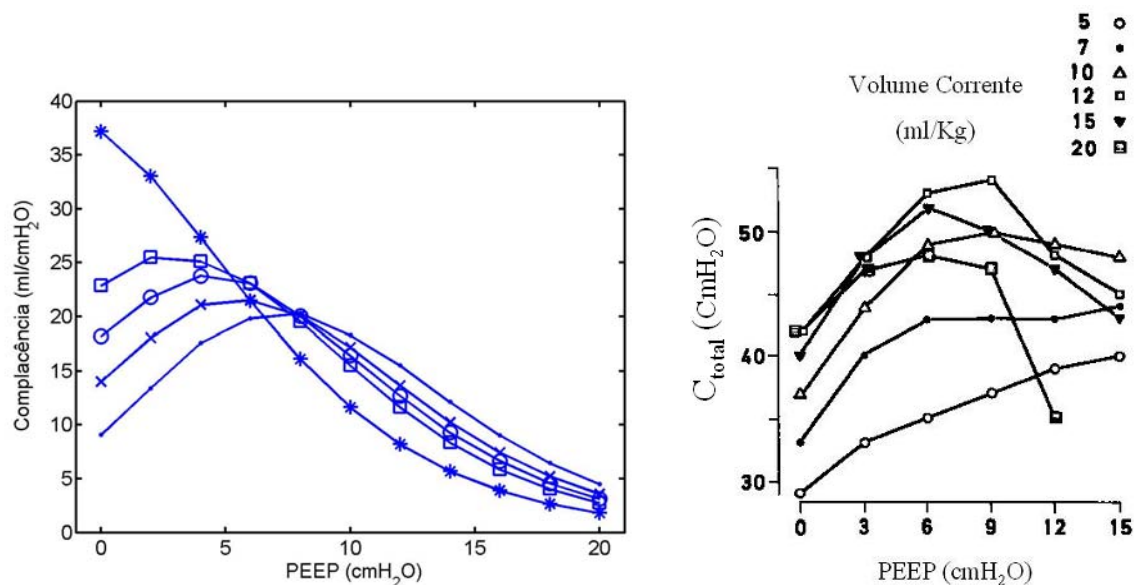 40
35
30
25
20
15
10
5
0
Complacência (ml/cmH2O)
0 5 10 15 20
PEEP (cmH2O)
Volume Corrente
(ml/Kg)
5
7
10
12
15
20
50
40
30
C total (CmH2O)
0 3 6 9 12 15
PEEP (cmH2O)